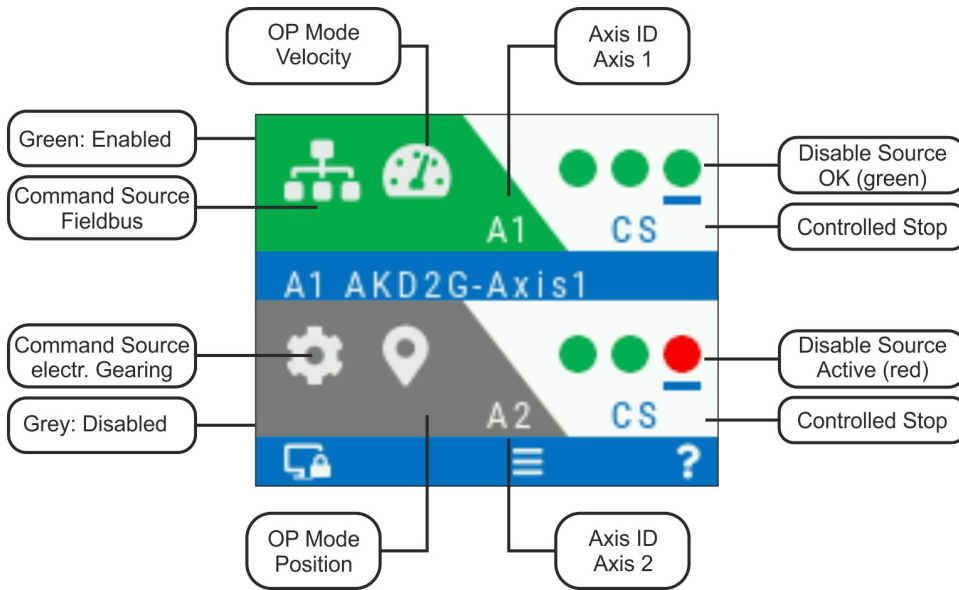 OP Mode
Velocity
Axis ID
Axis 1
Green: Enabled
Command Source
Fieldbus
Disable Source
OK (green)
Controlled Stop
A1
CS
A1 AKD2G-Axis1
Command Source
electr. Gearing
Grey: Disabled
Disable Source
Active (red)
Controlled Stop
A2
CS
?
OP Mode
Position
Axis ID
Axis 2